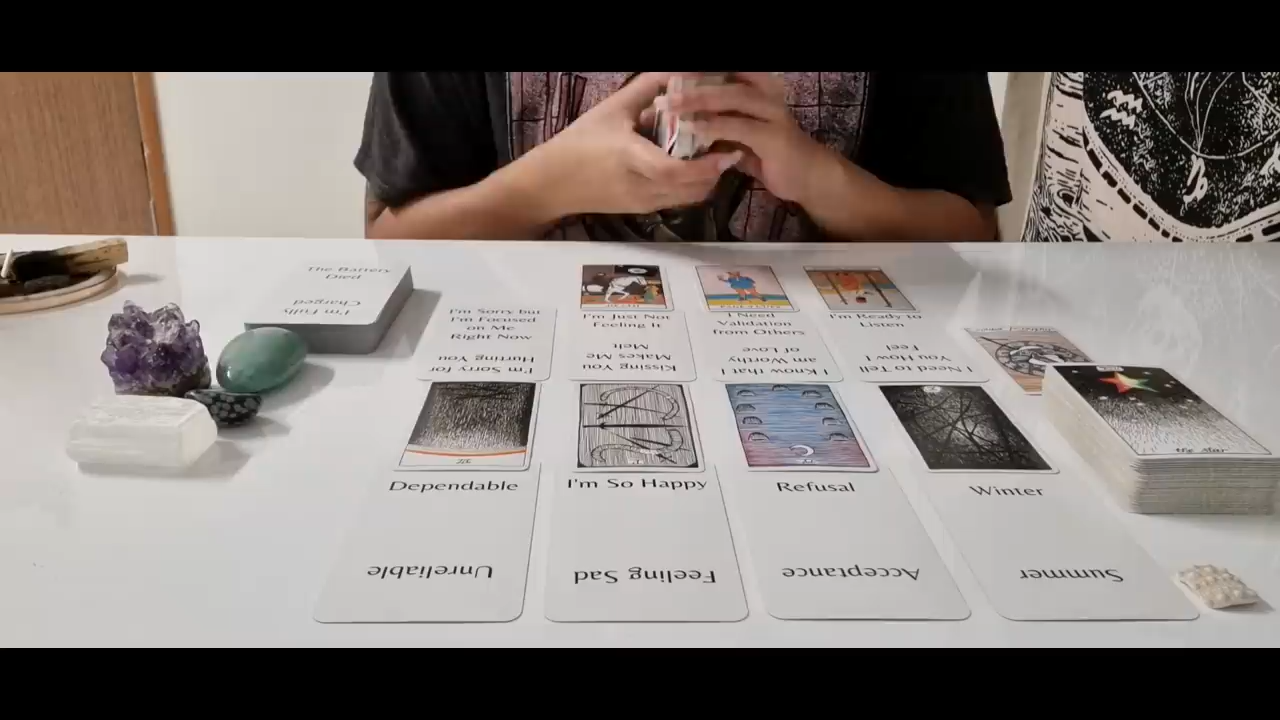 The Battery
Died
I'm Fully
Charged
I'm Sorry but
I'm Focused
on Me
Right Now
I'm Sorry for
Hurting You
I'm Just Not
Feeling It
Kissing You
Makes Me
Melt
I Need
Validation
from Others
I Know that I
am Worthy
of Love
I'm Ready to
Listen
I Need to Tell
You How I
Feel
the star
Dependable
Unreliable
I'm So Happy
Feeling Sad
Refusal
Acceptance
Winter
Summer